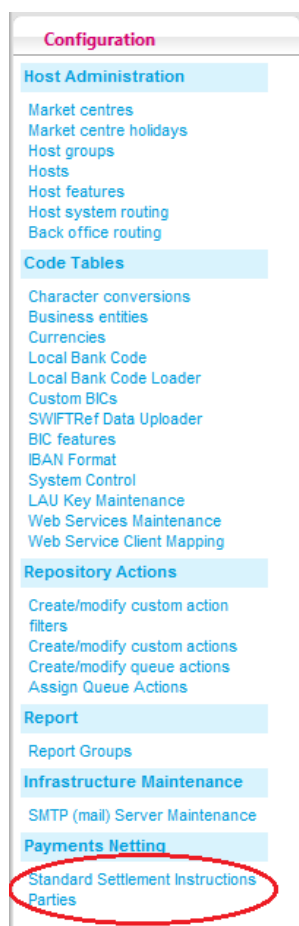 Configuration
Host Administration
Market centres
Market centre holidays
Host groups
Hosts
Host features
Host system routing
Back office routing
Code Tables
Character conversions
Business entities
Currencies
Local Bank Code
Local Bank Code Loader
Custom BICs
SWIFTRef Data Uploader
BIC features
IBAN Format
System Control
LAU Key Maintenance
Web Services Maintenance
Web Service Client Mapping
Repository Actions
Create/modify custom action
filters
Create/modify custom actions
Create/modify queue actions
Assign Queue Actions
Report
Report Groups
Infrastructure Maintenance
SMTP (mail) Server Maintenance
Payments Netting
Standard Settlement Instructions
Parties